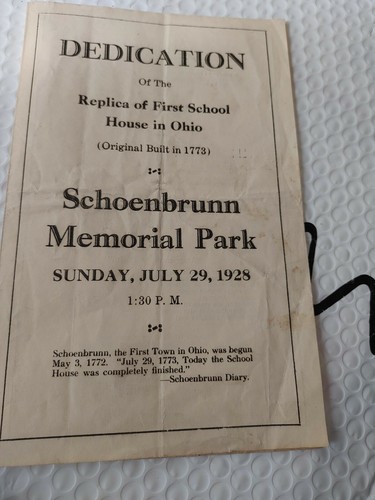 DEDICATION
Of The
Replica of First School
House in Ohio
(Original Built in 1773)
Schoenbrunn
Memorial Park
SUNDAY, JULY 29, 1928
1:30 P. M.
Schoenbrunn, the First Town in Ohio, was begun
May 3, 1772. "July 29, 1773, Today the School
House was completely finished."
—Schoenbrunn Diary.